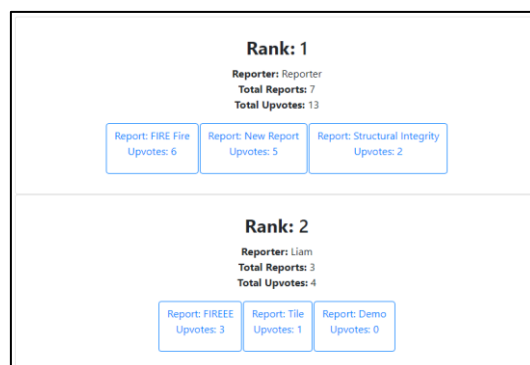 Rank: 1
Reporter: Reporter
Total Reports: 7
Total Upvotes: 13
Report: FIRE Fire
Upvotes: 6
Report: New Report
Upvotes: 5
Report: Structural Integrity
Upvotes: 2
Rank: 2
Reporter: Liam
Total Reports: 3
Total Upvotes: 4
Report: FIREEE
Upvotes: 3
Report: Tile
Upvotes: 1
Report: Demo
Upvotes: 0